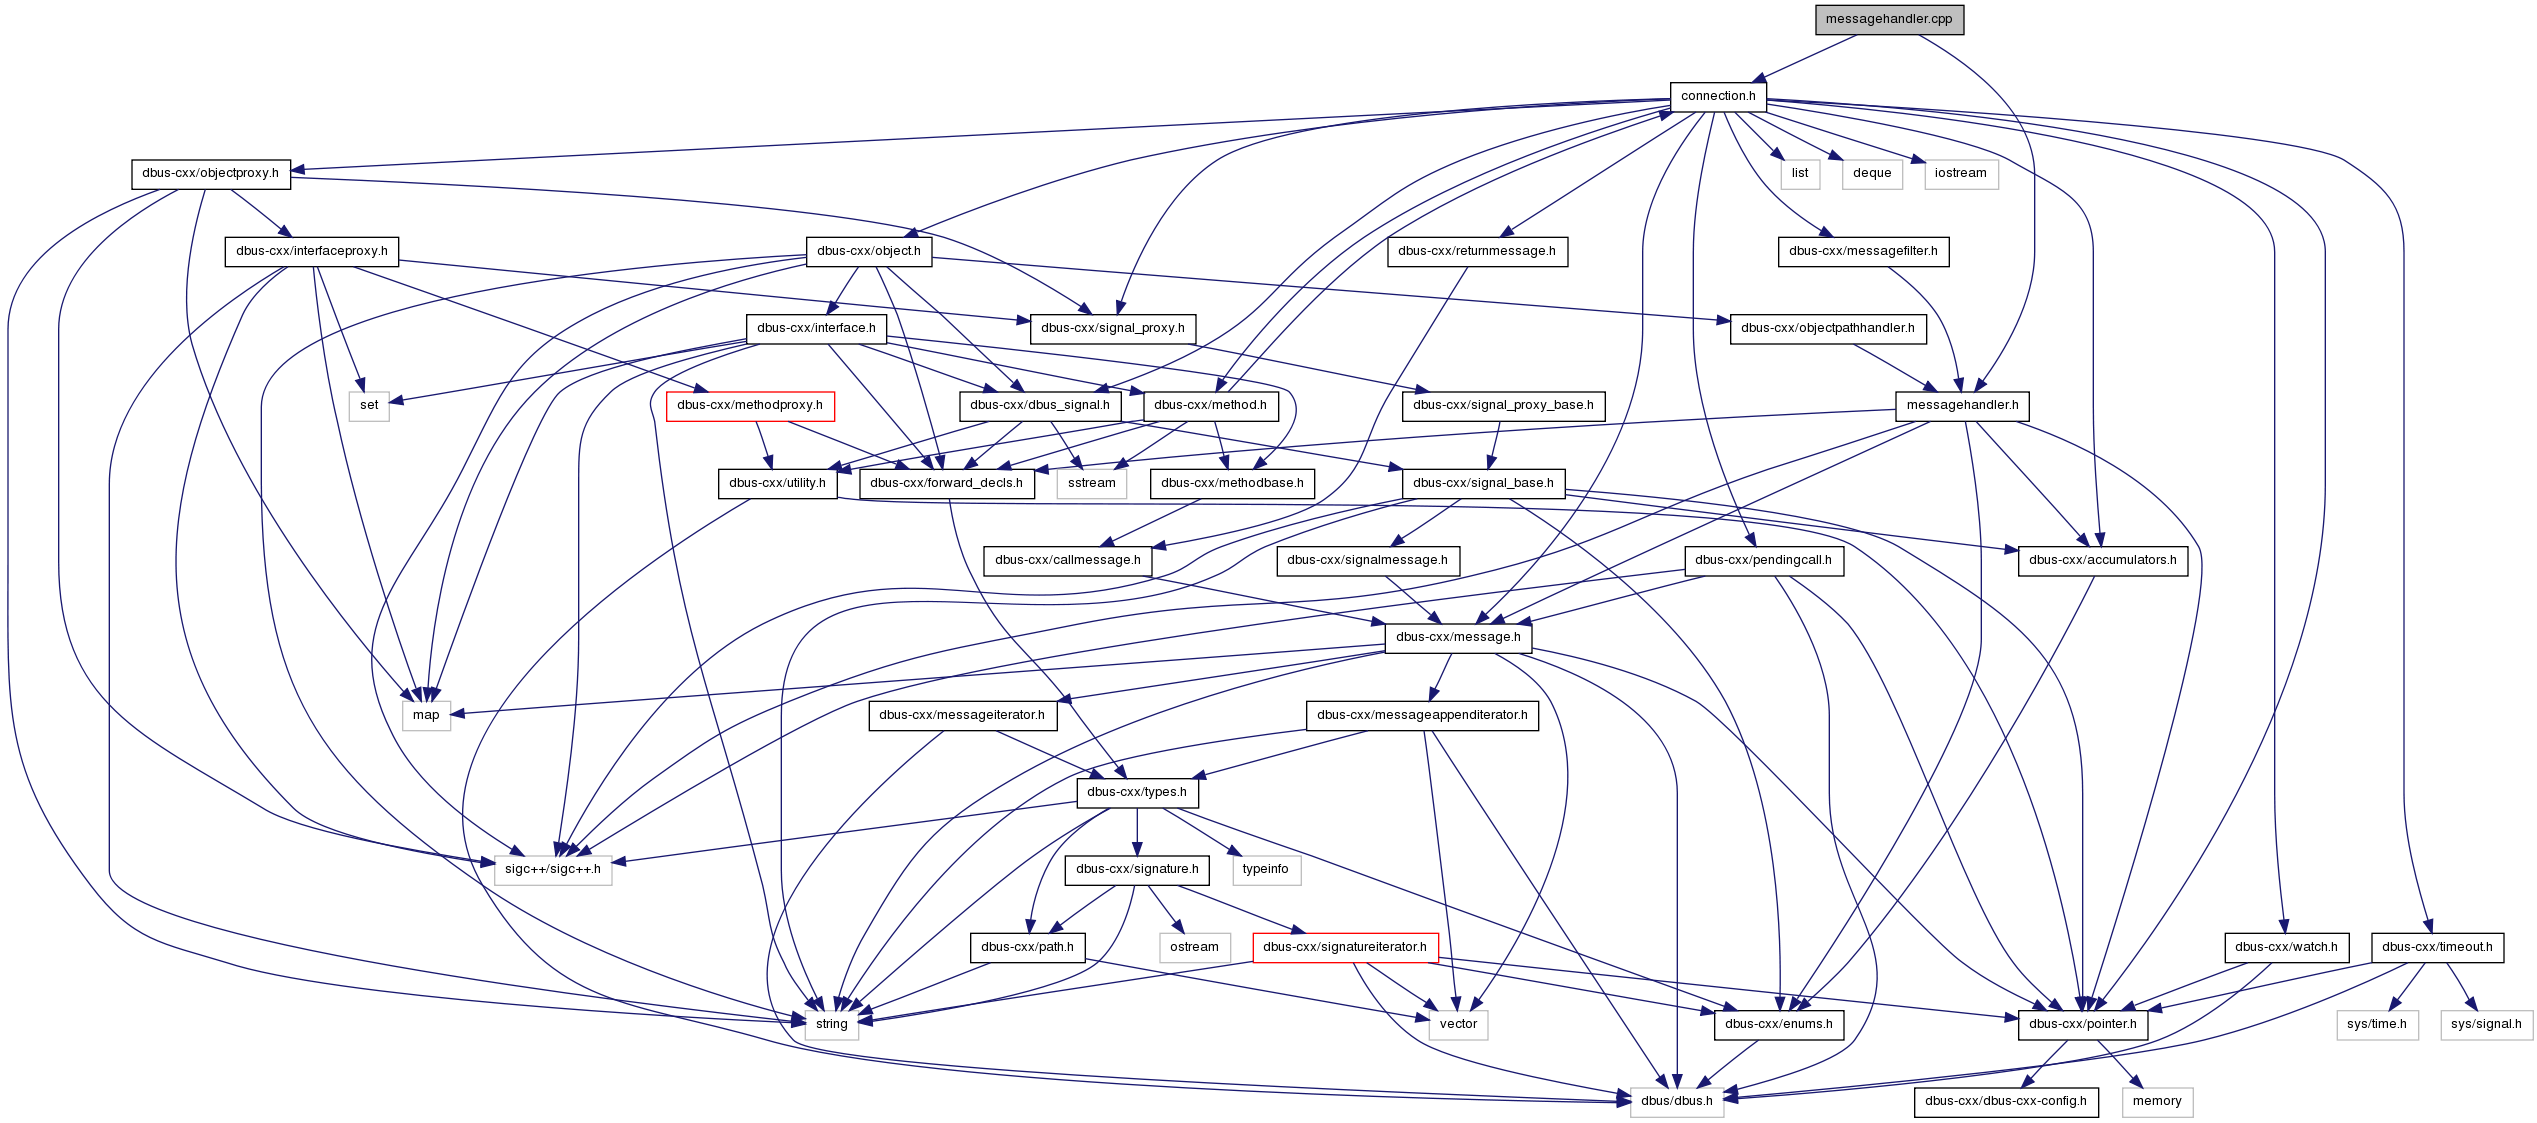 messagehandler.cpp
connection.h
dbus-cxx/objectproxy.h
list
deque
iostream
dbus-cxx/interfaceproxy.h
dbus-cxx/object.h
dbus-cxx/returnmessage.h
dbus-cxx/messagefilter.h
dbus-cxx/interface.h
dbus-cxx/signal_proxy.h
dbus-cxx/objectpathhandler.h
set
dbus-cxx/methodproxy.h
dbus-cxx/dbus_signal.h
dbus-cxx/method.h
dbus-cxx/signal_proxy_base.h
messagehandler.h
dbus-cxx/utility.h
dbus-cxx/forward_decls.h
sstream
dbus-cxx/methodbase.h
dbus-cxx/signal_base.h
dbus-cxx/callmessage.h
dbus-cxx/signalmessage.h
dbus-cxx/pendingcall.h
dbus-cxx/accumulators.h
dbus-cxx/message.h
map
dbus-cxx/messageiterator.h
dbus-cxx/messageappenditerator.h
dbus-cxx/types.h
sigc++/sigc++.h
dbus-cxx/signature.h
typeinfo
dbus-cxx/path.h
ostream
dbus-cxx/signatureiterator.h
dbus-cxx/watch.h
dbus-cxx/timeout.h
string
vector
dbus-cxx/enums.h
dbus-cxx/pointer.h
sys/time.h
sys/signal.h
dbus/dbus.h
dbus-cxx/dbus-cxx-config.h
memory